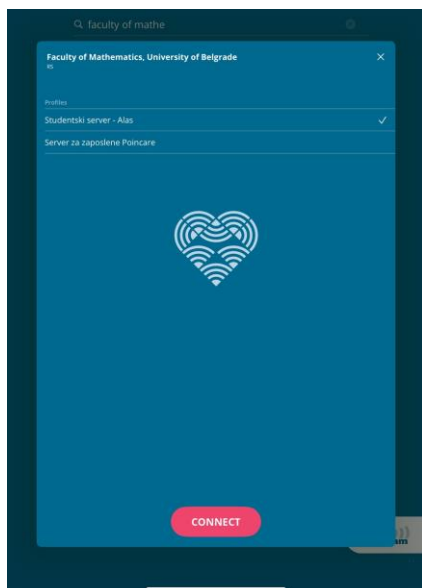 faculty of mathe
Faculty of Mathematics, University of Belgrade
RS
Profiles
Studentski server - Alas
Server za zaposlene Poincare
CONNECT
am